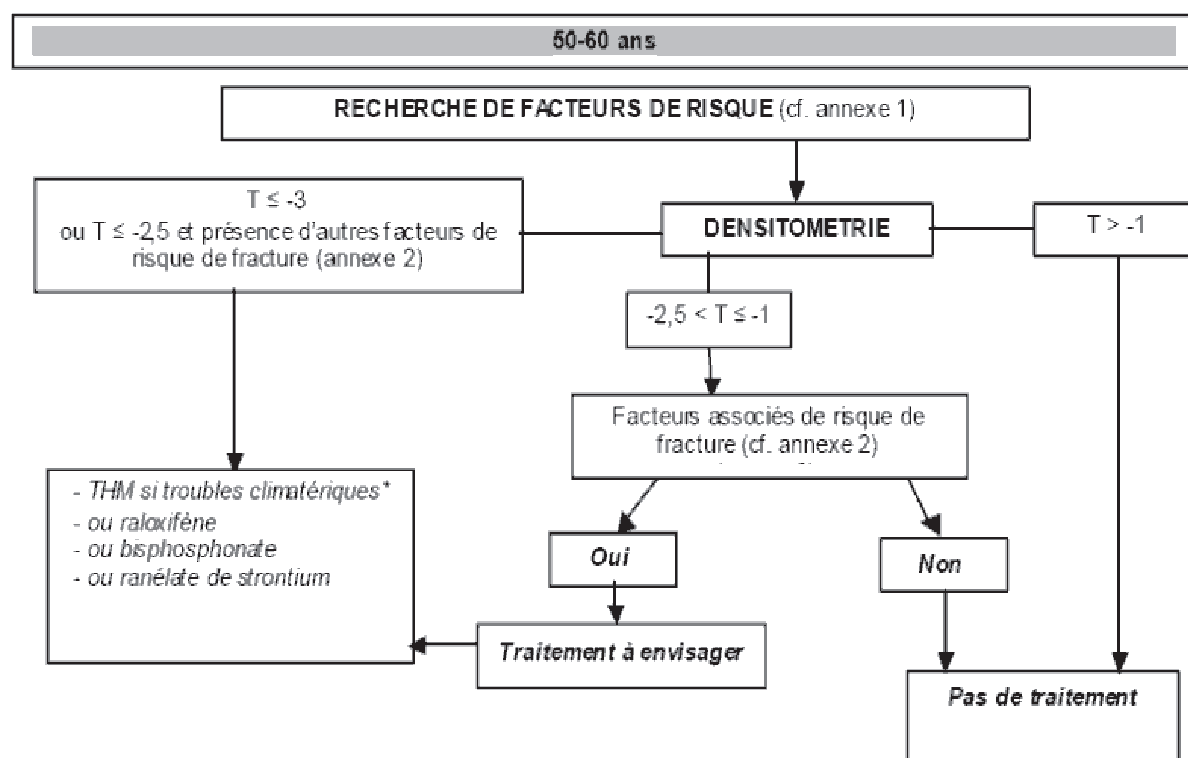 50-60 ans
RECHERCHE DE FACTEURS DE RISQUE (cf. annexe 1)
T ≤ -3
ou T ≤ -2,5 et présence d'autres facteurs de
risque de fracture (annexe 2)
DENSITOMETRIE
T > -1
-2,5 < T ≤ -1
Facteurs associés de risque de
fracture (cf. annexe 2)
- THM si troubles climatériques*
- ou raloxifène
- ou bisphosphonate
- ou ranélate de strontium
Oui
Non
Traitement à envisager
Pas de traitement